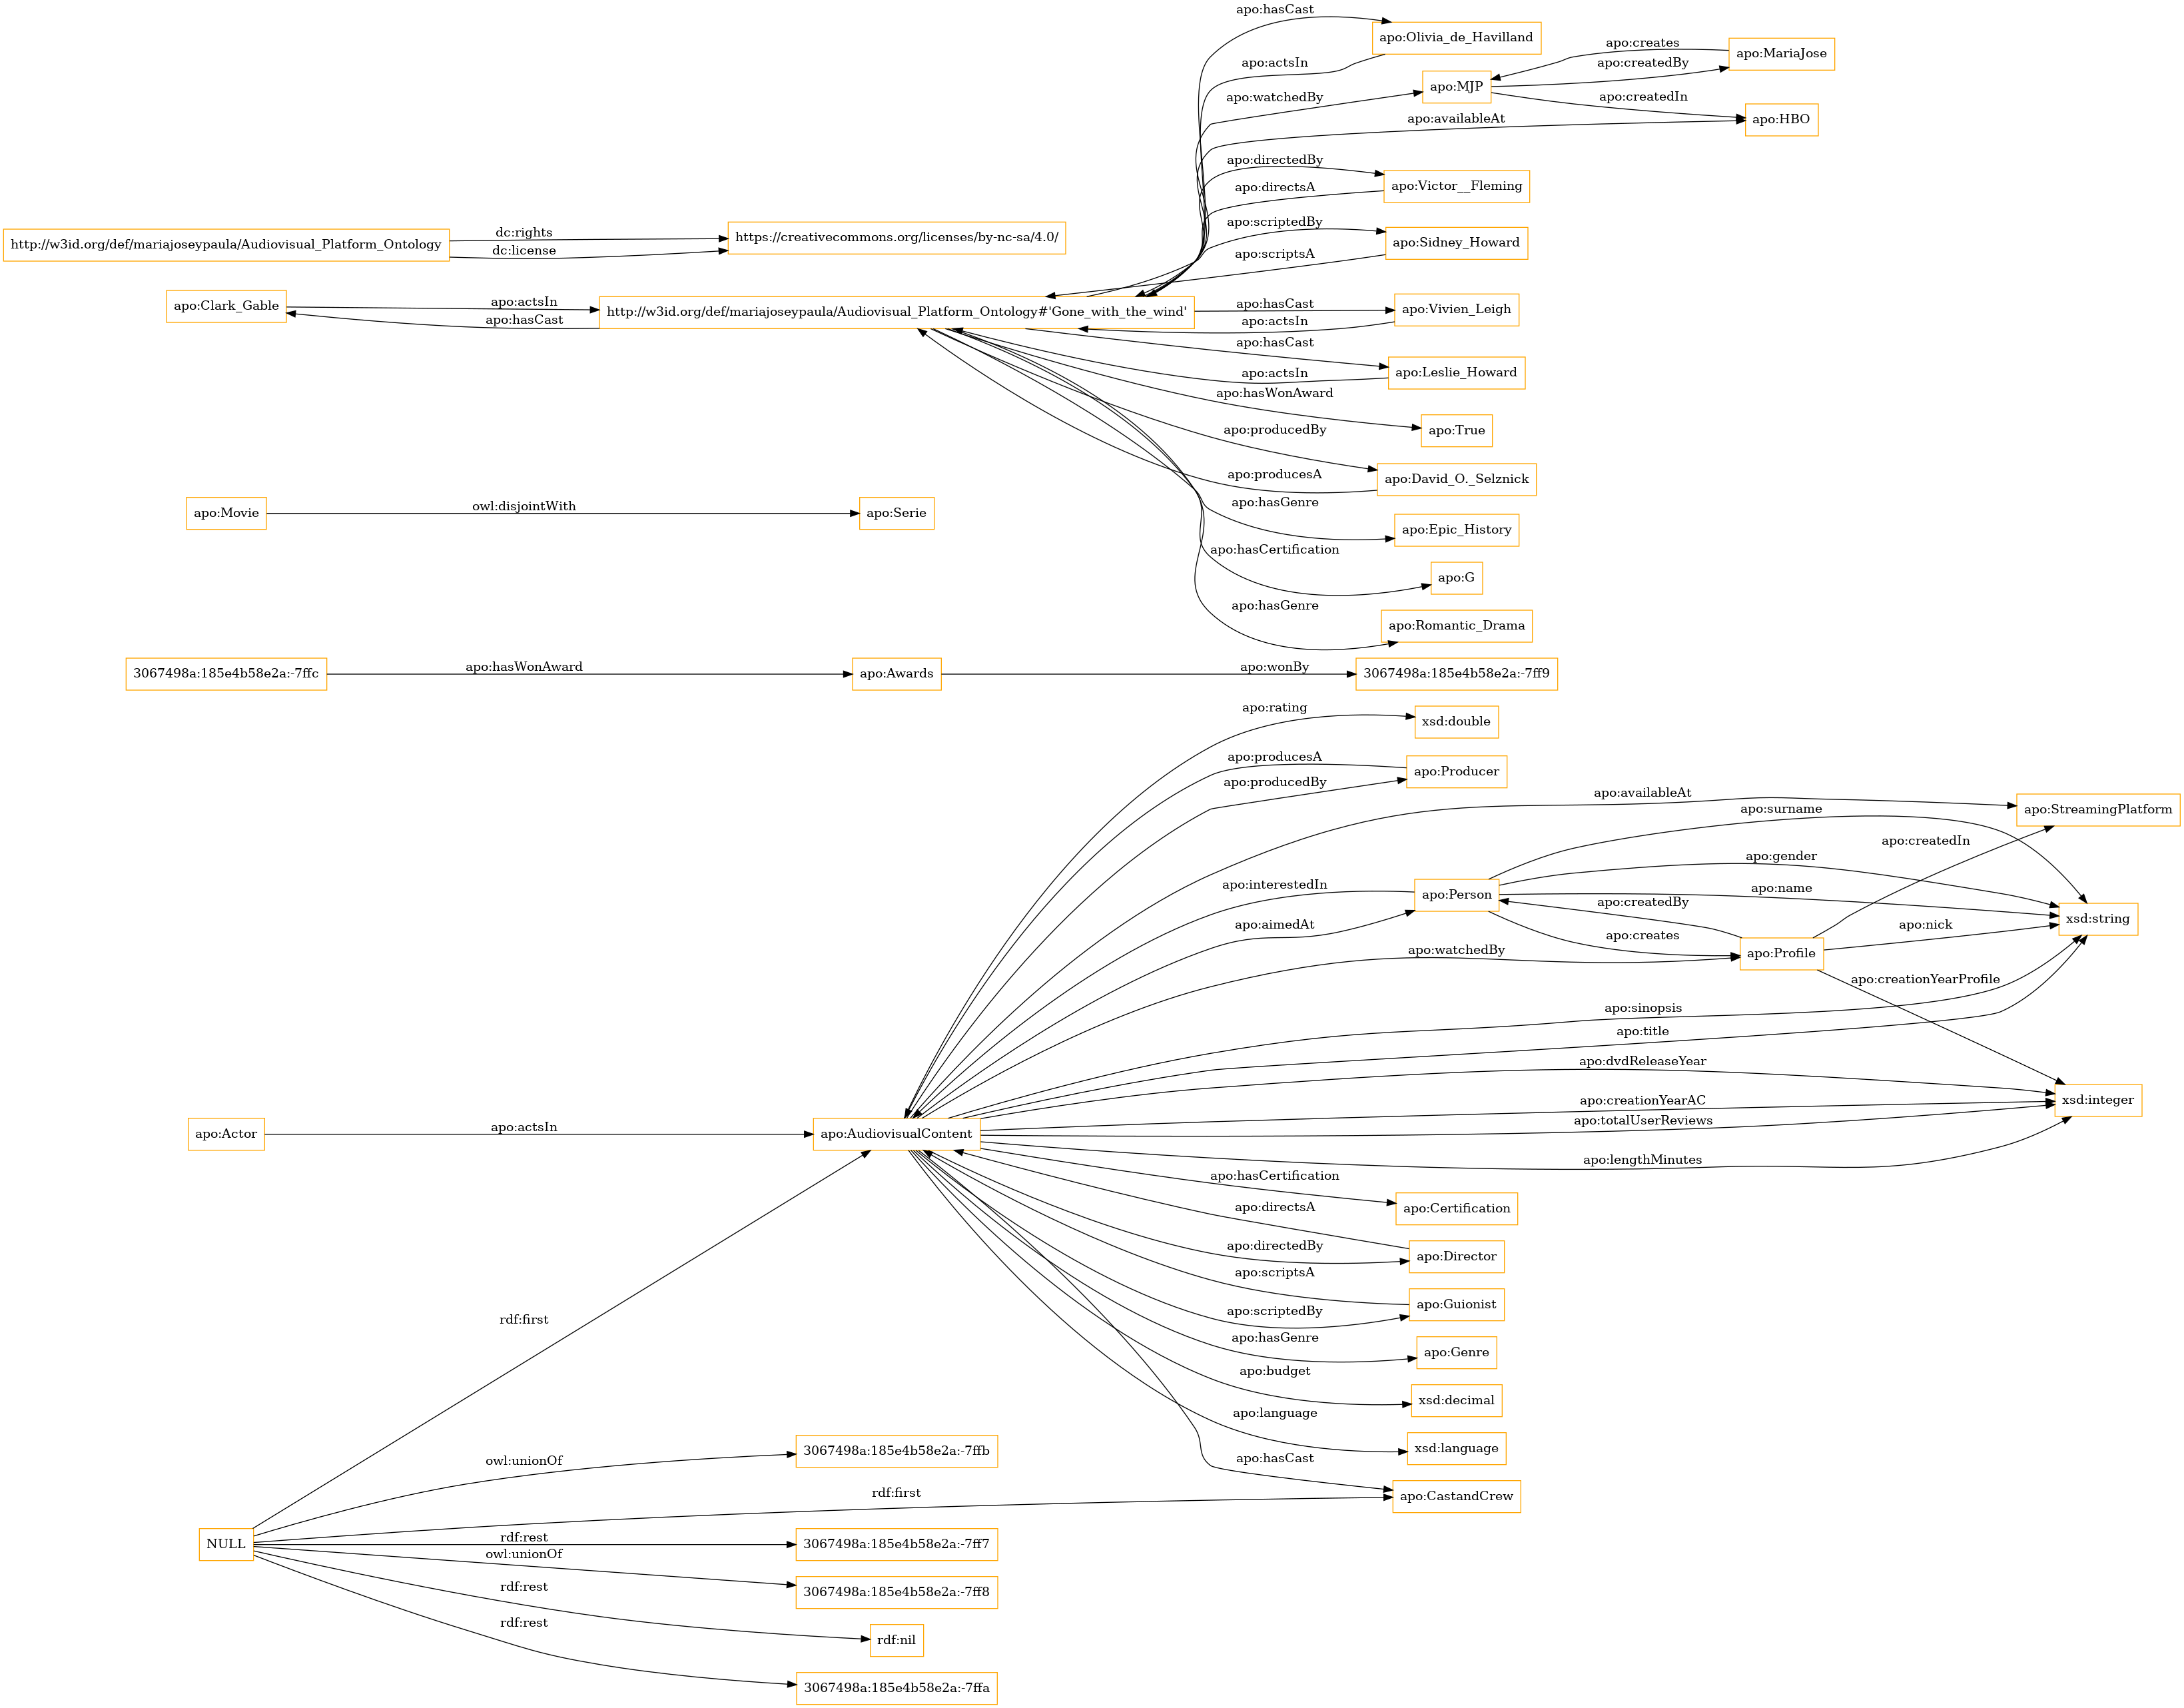 apo:hasCast
apo:Olivia_de_Havilland
apo:creates
apo:MariaJose
apo:actsIn
apo:createdBy
apo:MJP
apo:watchedBy
apo:createdIn
apo:availableAt
apo:HBO
apo:directedBy
apo:Victor__Fleming
apo:directsA
apo:scriptedBy
http://w3id.org/def/mariajoseypaula/Audiovisual_Platform_Ontology
dc:rights
dc:license
https://creativecommons.org/licenses/by-nc-sa/4.0/
apo:Sidney_Howard
apo:scriptsA
apo:Clark_Gable
apo:actsIn
apo:hasCast
http://w3id.org/def/mariajoseypaula/Audiovisual_Platform_Ontology#'Gone_with_the_wind'
apo:hasCast
apo:Vivien_Leigh
apo:actsIn
apo:hasCast
apo:Leslie_Howard
apo:actsIn
apo:hasWonAward
apo:True
apo:producedBy
apo:David_O._Selznick
apo:producesA
apo:Movie
owl:disjointWith
apo:Serie
apo:hasGenre
apo:Epic_History
apo:hasCertification
apo:G
apo:hasGenre
apo:Romantic_Drama
3067498a:185e4b58e2a:-7ffc
apo:hasWonAward
apo:Awards
apo:wonBy
3067498a:185e4b58e2a:-7ff9
apo:rating
xsd:double
apo:producesA
apo:Producer
apo:producedBy
apo:availableAt
apo:StreamingPlatform
apo:surname
apo:createdIn
apo:gender
apo:interestedIn
apo:Person
apo:name
apo:createdBy
xsd:string
apo:aimedAt
apo:creates
apo:nick
apo:watchedBy
apo:Profile
apo:creationYearProfile
apo:sinopsis
apo:title
apo:dvdReleaseYear
apo:creationYearAC
xsd:integer
apo:totalUserReviews
apo:lengthMinutes
apo:Actor
apo:actsIn
apo:AudiovisualContent
apo:hasCertification
apo:Certification
apo:directsA
apo:directedBy
apo:Director
apo:scriptsA
apo:Guionist
apo:scriptedBy
rdf:first
apo:hasGenre
apo:Genre
apo:budget
xsd:decimal
apo:language
xsd:language
apo:hasCast
apo:CastandCrew
owl:unionOf
3067498a:185e4b58e2a:-7ffb
rdf:first
NULL
rdf:rest
3067498a:185e4b58e2a:-7ff7
owl:unionOf
3067498a:185e4b58e2a:-7ff8
rdf:rest
rdf:nil
rdf:rest
3067498a:185e4b58e2a:-7ffa